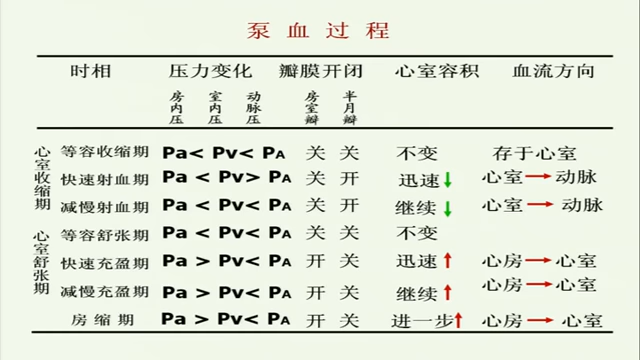 泵血过程
时相 压力变化 瓣膜开闭 心室容积 血流方向
房内压 室内压 动脉压 房室瓣 半月瓣
心室收缩期
等容收缩期 Pa< Pv< PA 关 关 不变 存于心室
快速射血期 Pa < Pv> PA 关 开 迅速↓ 心室→动脉
减慢射血期 Pa < Pv< PA 关 开 继续↓ 心室→动脉
心室舒张期
等容舒张期 Pa < Pv< PA 关 关 不变
快速充盈期 Pa > Pv< PA 开 关 迅速↑ 心房→心室
减慢充盈期 Pa > Pv< PA 开 关 继续↑ 心房→心室
房缩期 Pa > Pv< PA 开 关 进一步↑ 心房→心室